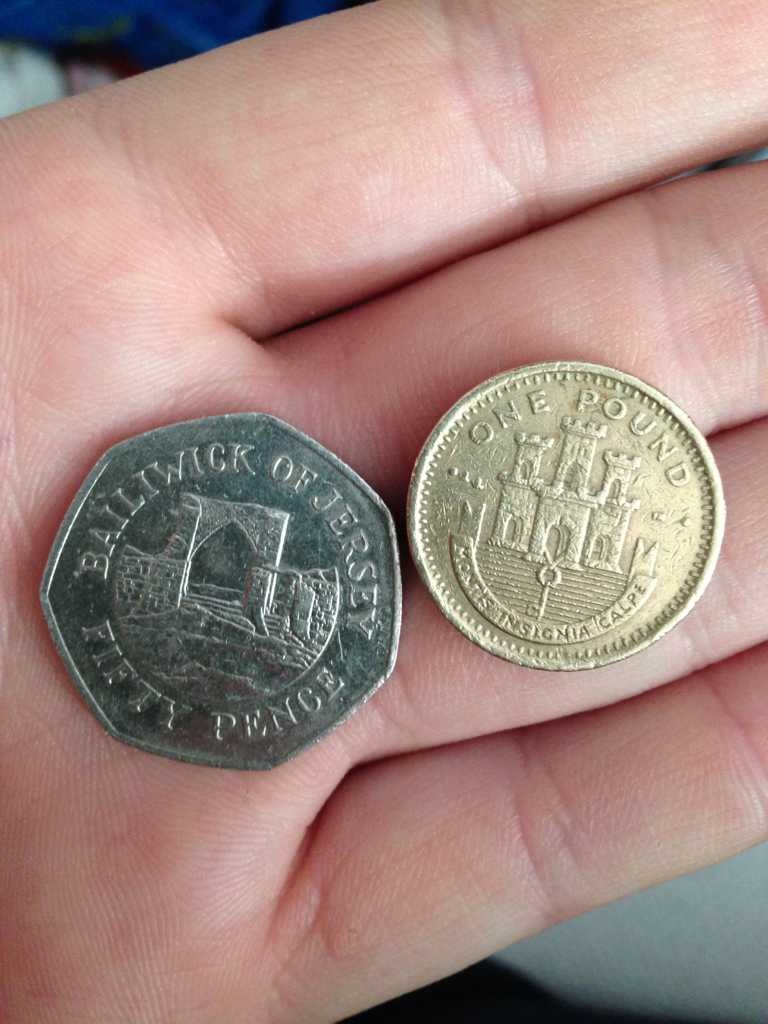 BAILIWICK OF JERSEY
FIFTY PENCE
ONE POUND
MONTIS INSIGNIA CALPE